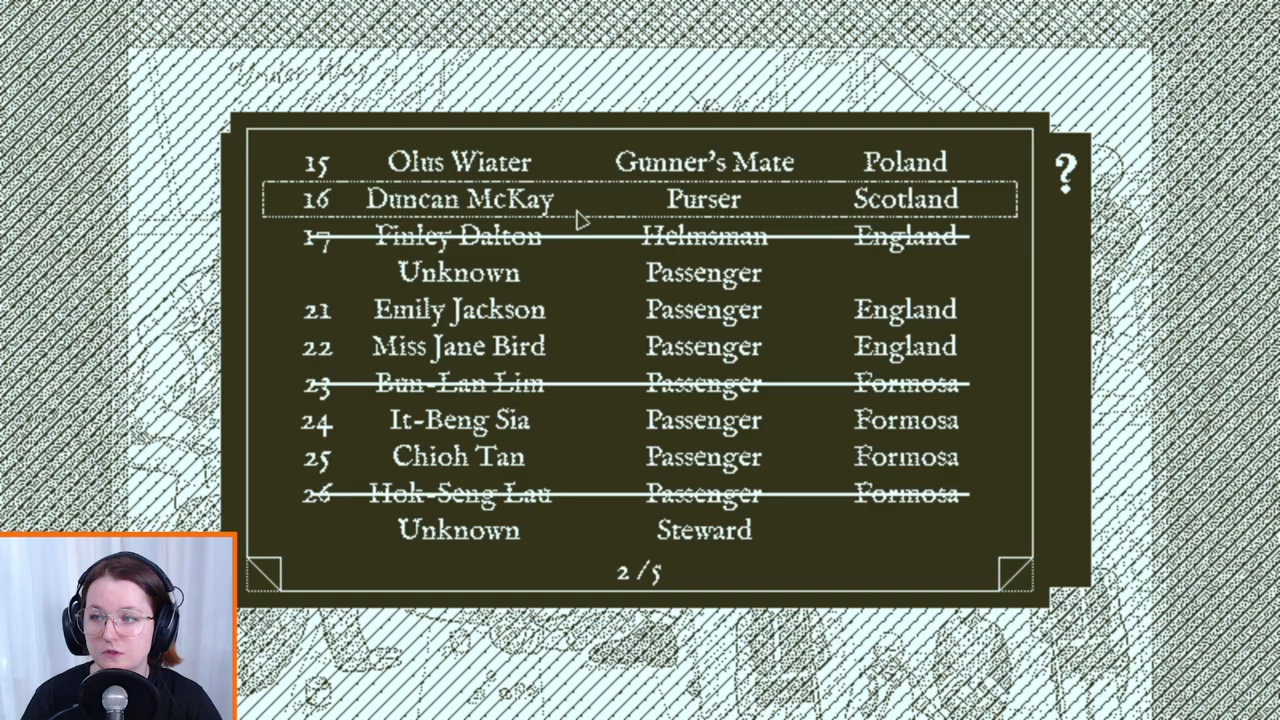 Under Way
15 Olus Wiater Gunner's Mate Poland
?
16 Duncan McKay Purser Scotland
17 Finley Dalton Helmsman England
Unknown Passenger
21 Emily Jackson Passenger England
22 Miss Jane Bird Passenger England
23 Bun-Lan Lim Passenger Formosa
24 It-Beng Sia Passenger Formosa
25 Chioh Tan Passenger Formosa
26 Hok-Seng Lau Passenger Formosa
Unknown Steward
2/5